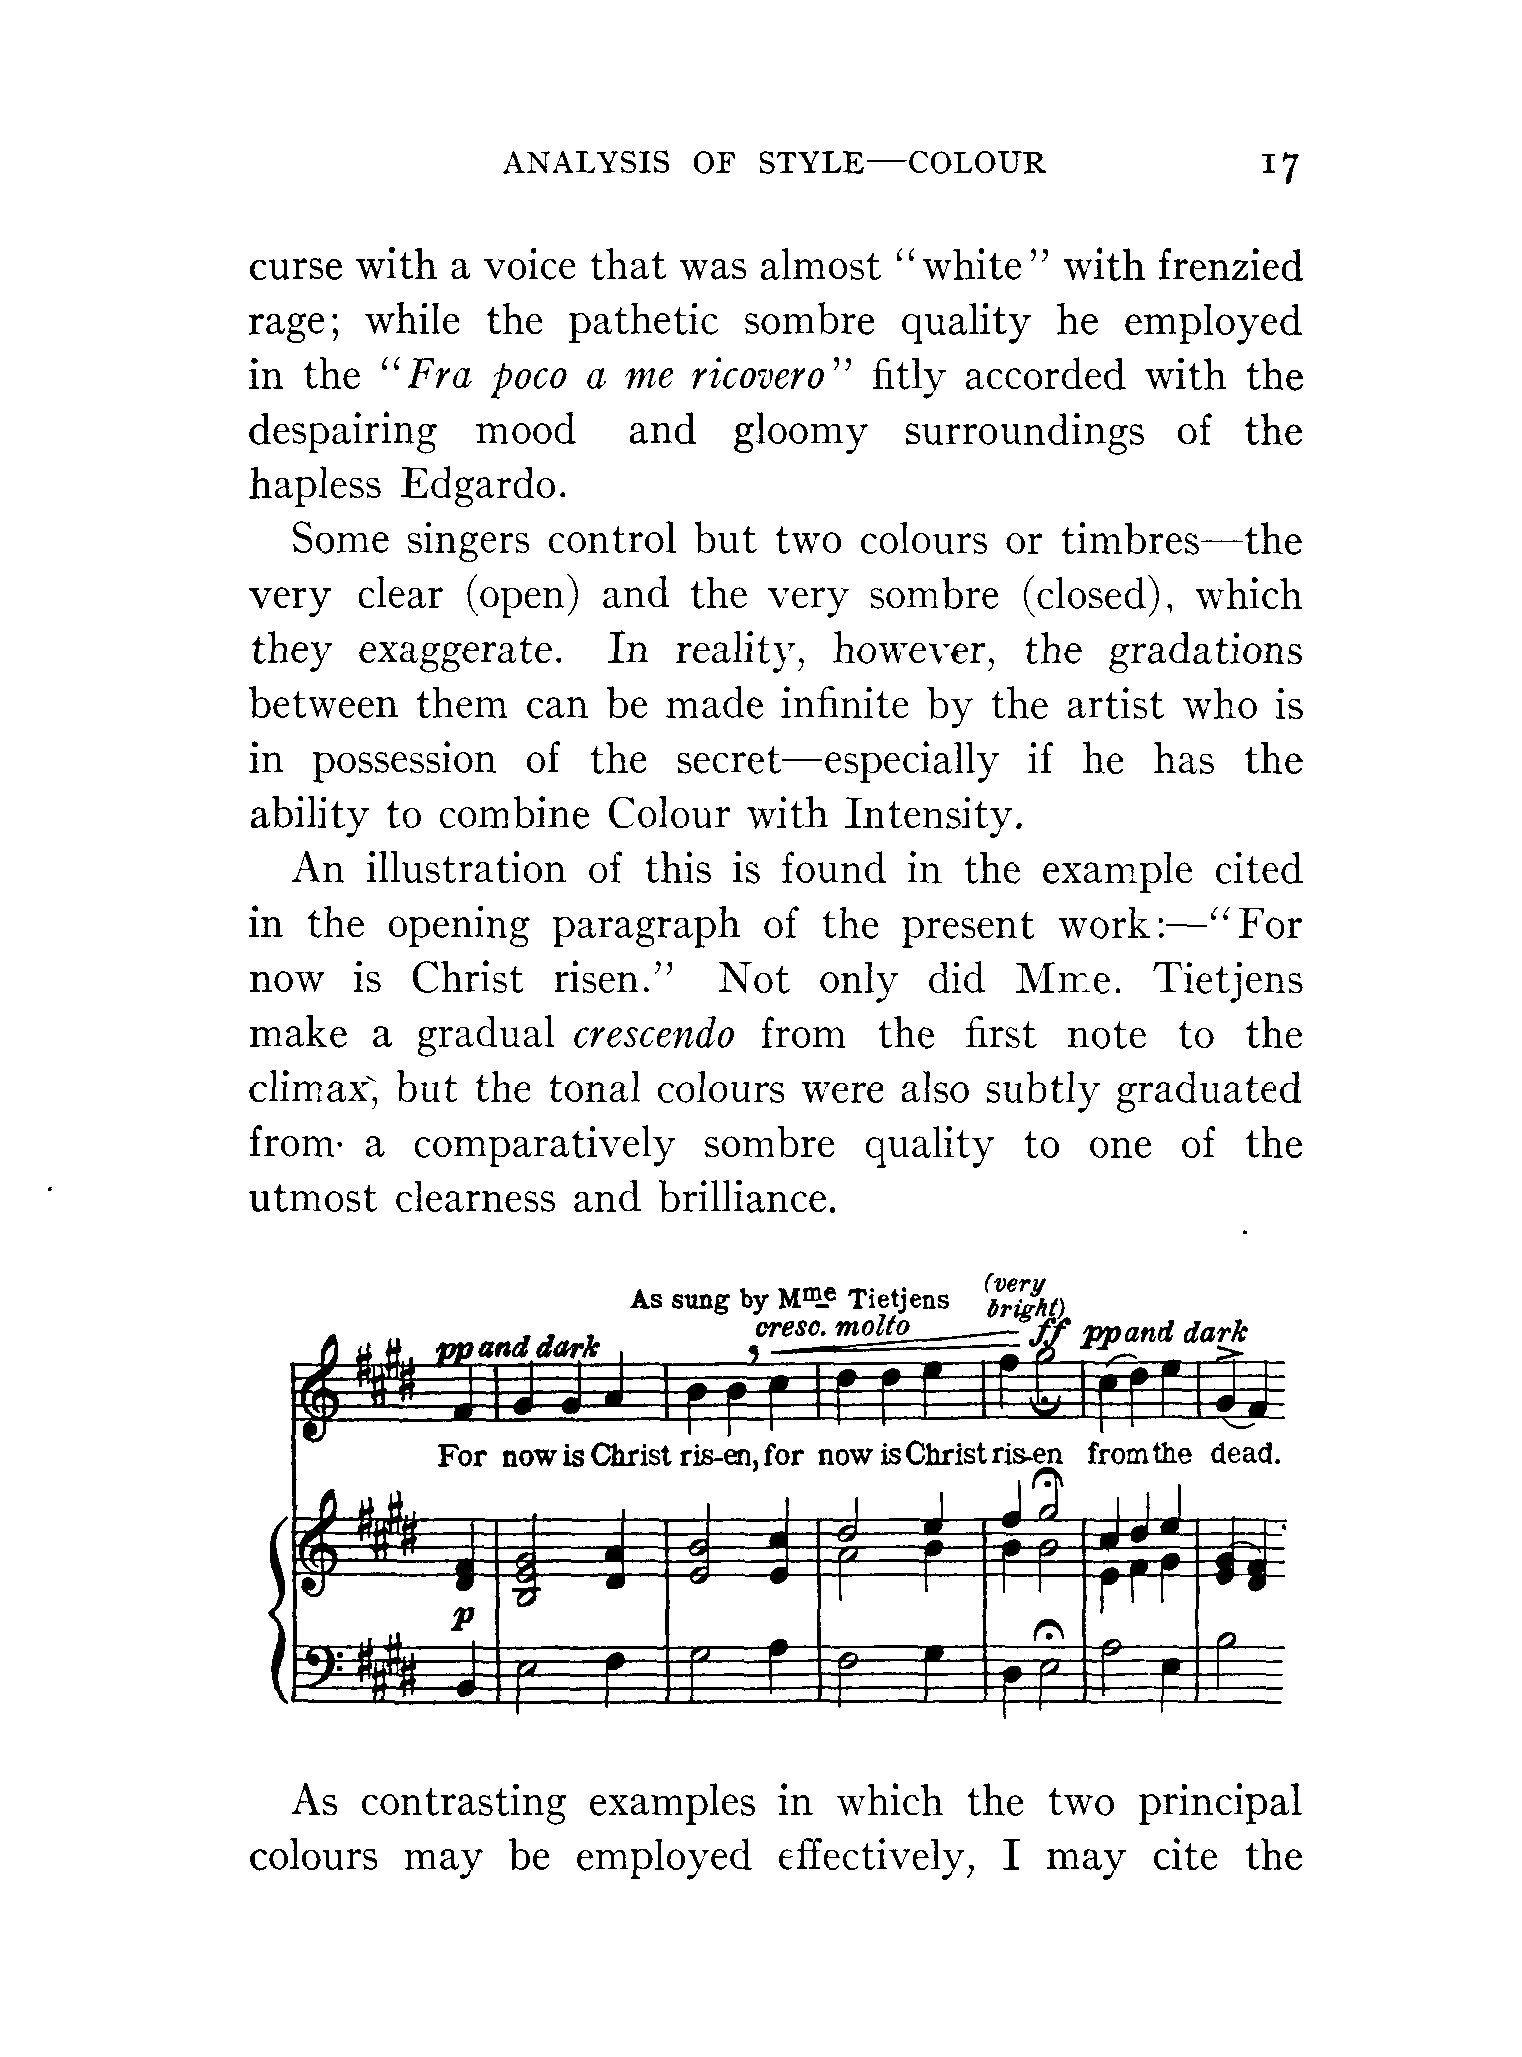 ANALYSIS OF STYLE—COLOUR 17
curse with a voice that was almost "white" with frenzied
rage; while the pathetic sombre quality he employed
in the "Fra poco a me ricovero" fitly accorded with the
despairing mood and gloomy surroundings of the
hapless Edgardo.
Some singers control but two colours or timbres—the
very clear (open) and the very sombre (closed), which
they exaggerate. In reality, however, the gradations
between them can be made infinite by the artist who is
in possession of the secret—especially if he has the
ability to combine Colour with Intensity.
An illustration of this is found in the example cited
in the opening paragraph of the present work:—"For
now is Christ risen." Not only did Mme. Tietjens
make a gradual crescendo from the first note to the
climax, but the tonal colours were also subtly graduated
from a comparatively sombre quality to one of the
utmost clearness and brilliance.
As sung by Mme Tietjens (very
bright)
cresc. molto
pp and dark ff pp and dark
For now is Christ ris-en, for now is Christ ris-en from the dead.
p
As contrasting examples in which the two principal
colours may be employed effectively, I may cite the